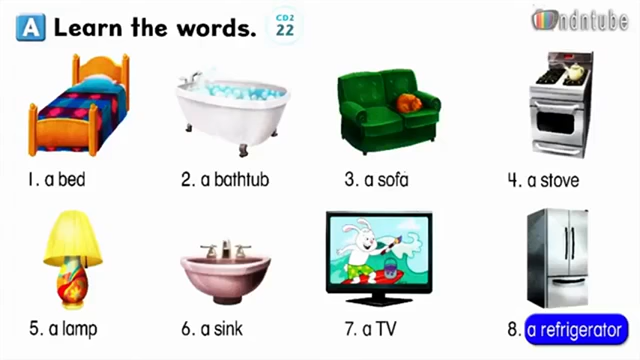 A Learn the words. CD2 22
ndntube
1. a bed
2. a bathtub
3. a sofa
4. a stove
5. a lamp
6. a sink
7. a TV
8. a refrigerator